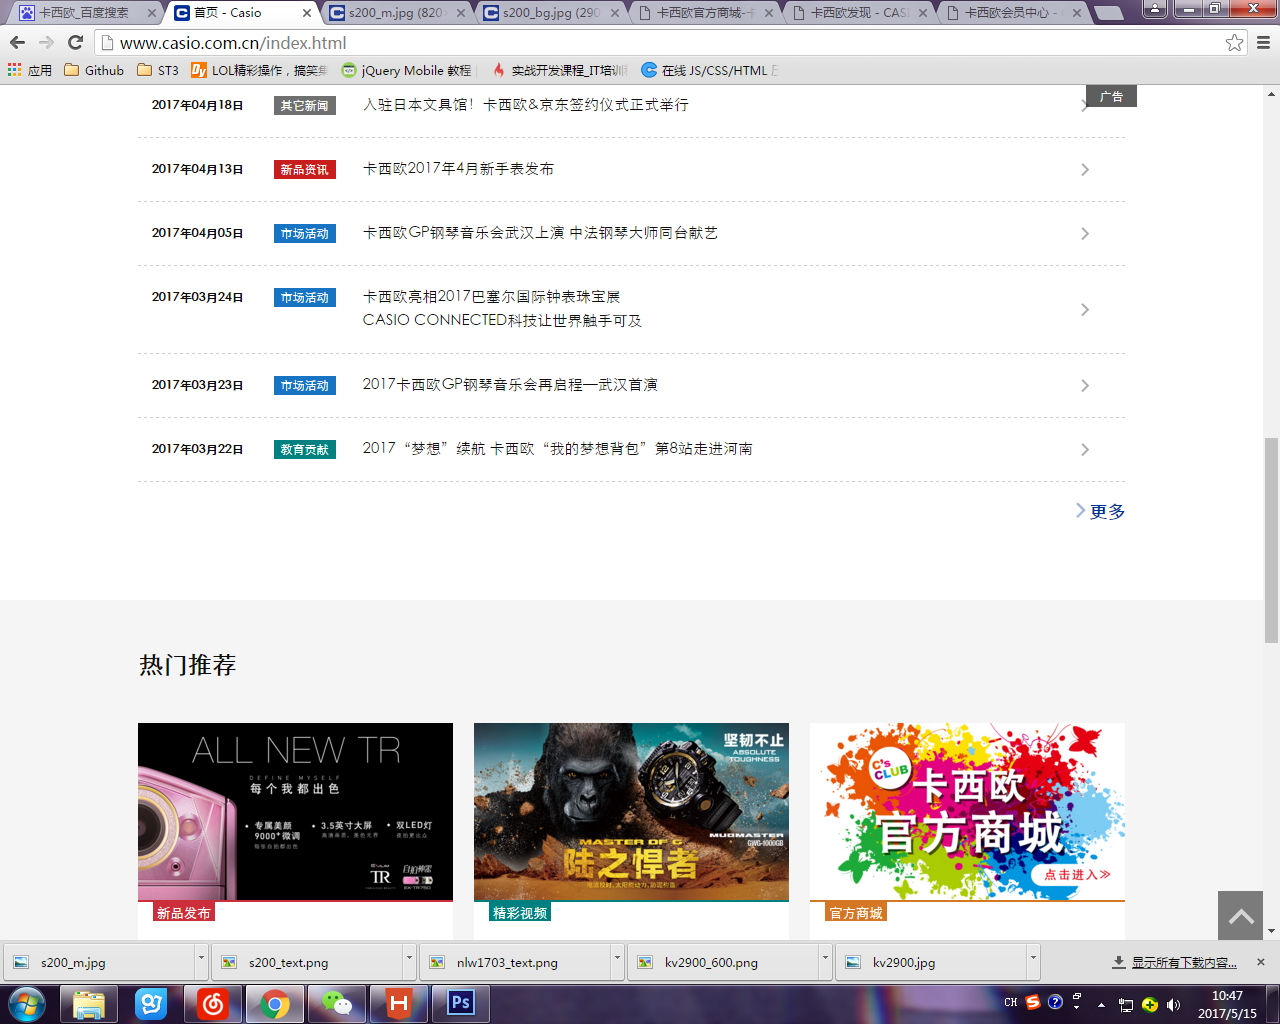 卡西欧_百度搜索
首页 - Casio
s200_m.jpg (820
s200_bg.jpg (290
卡西欧官方商城-
卡西欧发现 - CAS
卡西欧会员中心 -
www.casio.com.cn/index.html
应用
Github
ST3
LOL精彩操作，搞笑集
jQuery Mobile 教程
实战开发课程_IT培训
在线 JS/CSS/HTML
广告
2017年04月18日 其它新闻 入驻日本文具馆！卡西欧&京东签约仪式正式举行
2017年04月13日 新品资讯 卡西欧2017年4月新手表发布
2017年04月05日 市场活动 卡西欧GP钢琴音乐会武汉上演 中法钢琴大师同台献艺
2017年03月24日 市场活动 卡西欧亮相2017巴塞尔国际钟表珠宝展
CASIO CONNECTED科技让世界触手可及
2017年03月23日 市场活动 2017卡西欧GP钢琴音乐会再启程—武汉首演
2017年03月22日 教育贡献 2017“梦想”续航 卡西欧“我的梦想背包”第8站走进河南
更多
热门推荐
ALL NEW TR
DEFINE MYSELF
每个我都出色
• 专属美颜
9000+微调
• 3.5英寸大屏
• 双LED灯
TR
EX-TR750
新品发布
坚韧不止
ABSOLUTE
TOUGHNESS
MUDMASTER
GWG-1000GB
MASTER OF G
陆之悍者
精彩视频
C's
CLUB
卡西欧
官方商城
点击进入
官方商城
s200_m.jpg
s200_text.png
nlw1703_text.png
kv2900_600.png
kv2900.jpg
显示所有下载内容...
CH
10:47
2017/5/15